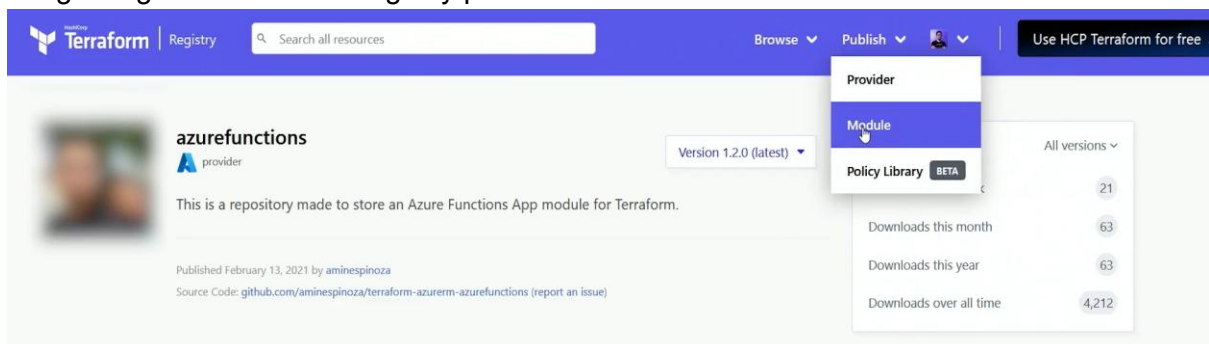 HashiCorp
Terraform | Registry
Search all resources
Browse
Publish
Use HCP Terraform for free
Provider
Module
Policy Library BETA
azurefunctions
provider
Version 1.2.0 (latest)
This is a repository made to store an Azure Functions App module for Terraform.
Published February 13, 2021 by aminespinoza
Source Code: github.com/aminespinoza/terraform-azurerm-azurefunctions (report an issue)
All versions
21
Downloads this month 63
Downloads this year 63
Downloads over all time 4,212